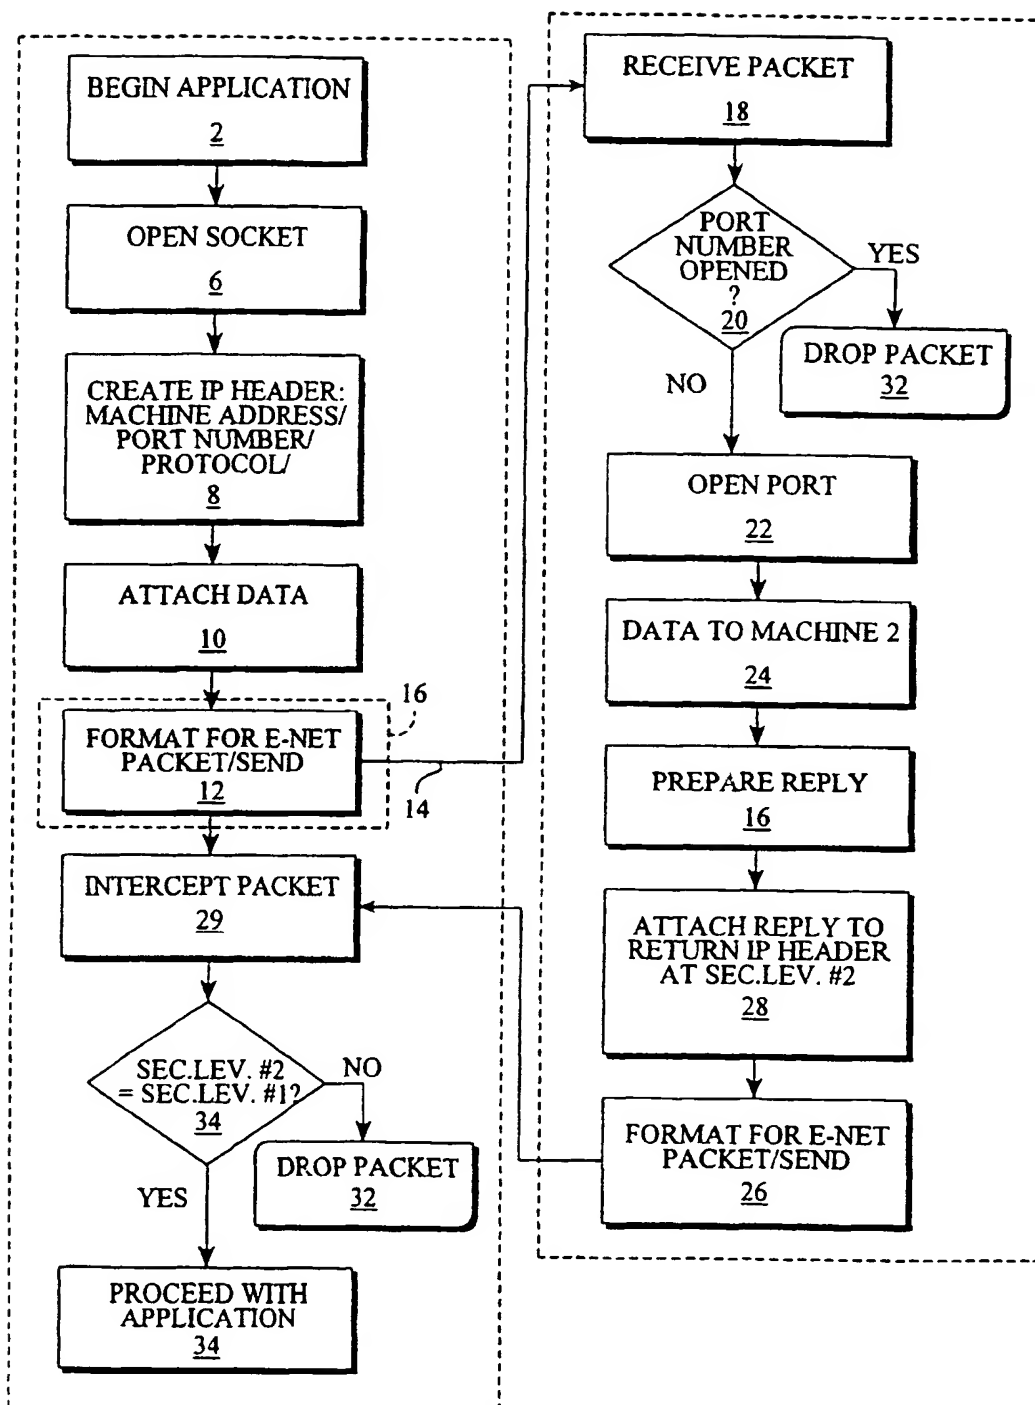 BEGIN APPLICATION
2
OPEN SOCKET
6
CREATE IP HEADER:
MACHINE ADDRESS/
PORT NUMBER/
PROTOCOL/
8
ATTACH DATA
10
16
FORMAT FOR E-NET
PACKET/SEND
12
14
INTERCEPT PACKET
29
SEC.LEV. #2
= SEC.LEV. #1?
34
NO
DROP PACKET
32
YES
PROCEED WITH
APPLICATION
34
RECEIVE PACKET
18
PORT
NUMBER
OPENED
?
20
YES
DROP PACKET
32
NO
OPEN PORT
22
DATA TO MACHINE 2
24
PREPARE REPLY
16
ATTACH REPLY TO
RETURN IP HEADER
AT SEC.LEV. #2
28
FORMAT FOR E-NET
PACKET/SEND
26